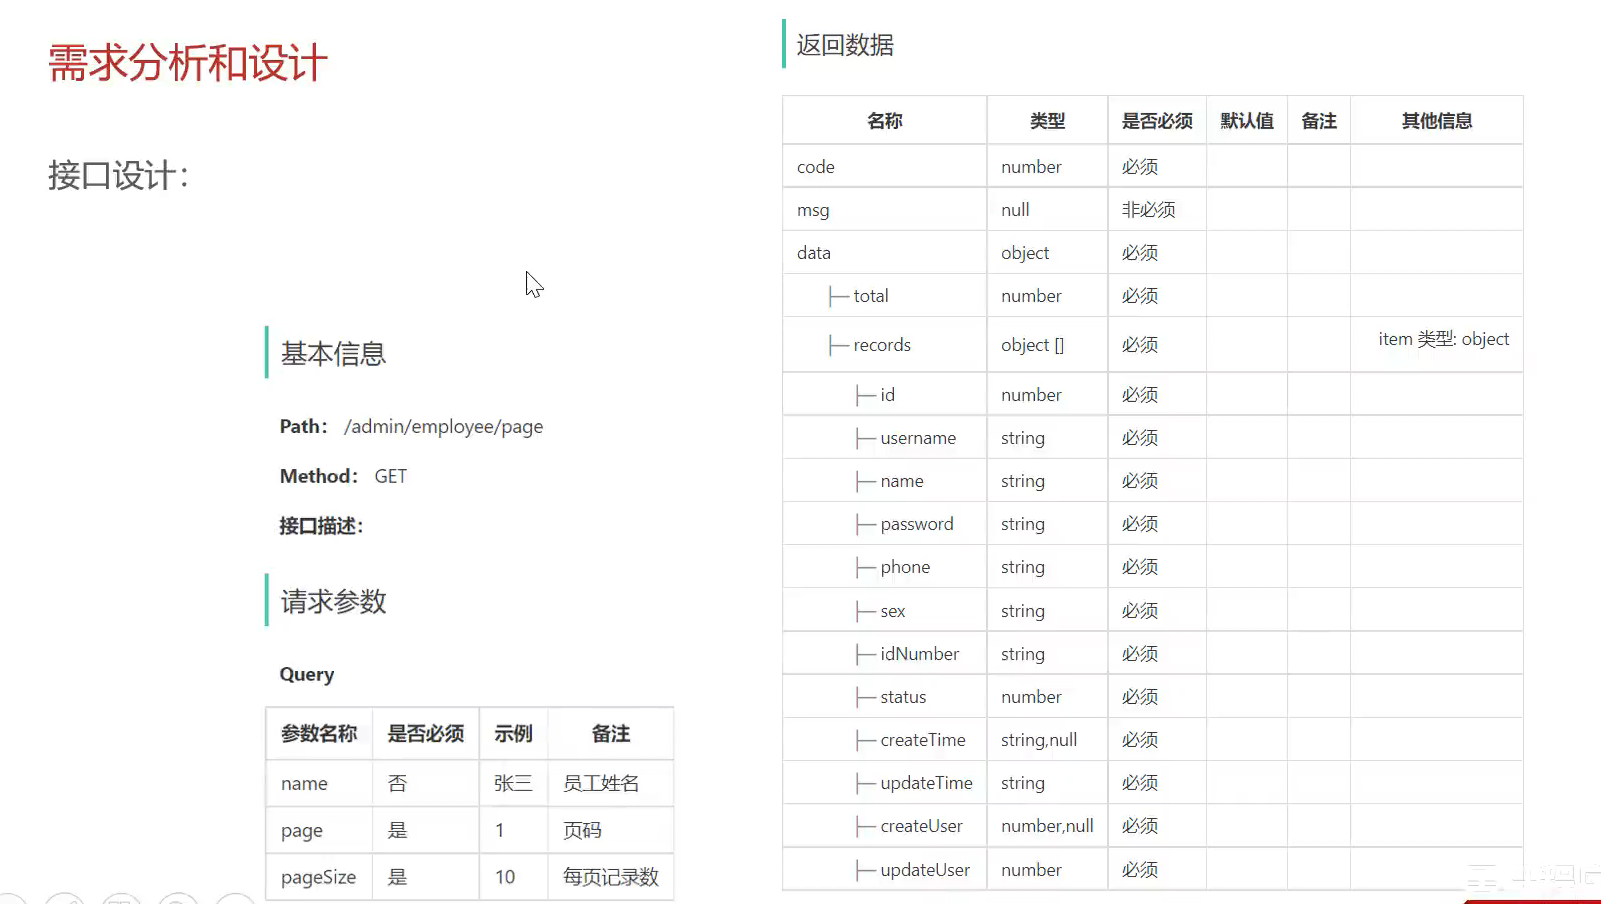 需求分析和设计
接口设计：
基本信息
Path： /admin/employee/page
Method： GET
接口描述：
请求参数
Query
参数名称 是否必须 示例 备注
name 否 张三 员工姓名
page 是 1 页码
pageSize 是 10 每页记录数
返回数据
名称 类型 是否必须 默认值 备注 其他信息
code number 必须
msg null 非必须
data object 必须
├─ total number 必须
├─ records object [] 必须 item 类型: object
├─ id number 必须
├─ username string 必须
├─ name string 必须
├─ password string 必须
├─ phone string 必须
├─ sex string 必须
├─ idNumber string 必须
├─ status number 必须
├─ createTime string,null 必须
├─ updateTime string 必须
├─ createUser number,null 必须
├─ updateUser number 必须